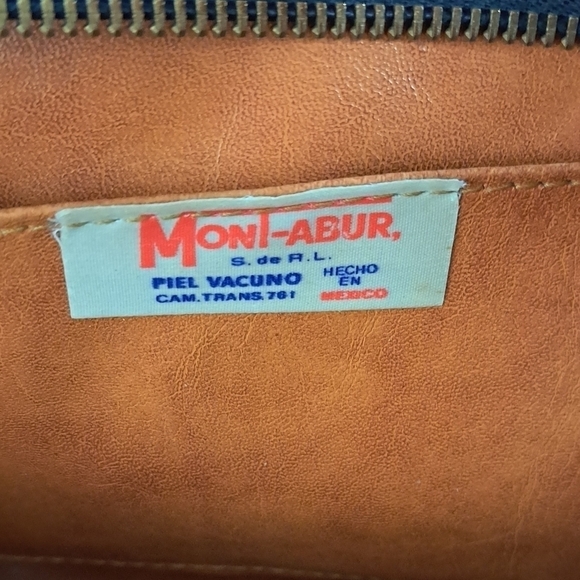 MONT-ABUR,
S. de R.L.
PIEL VACUNO
CAM. TRANS. 761
HECHO
EN
MEXICO